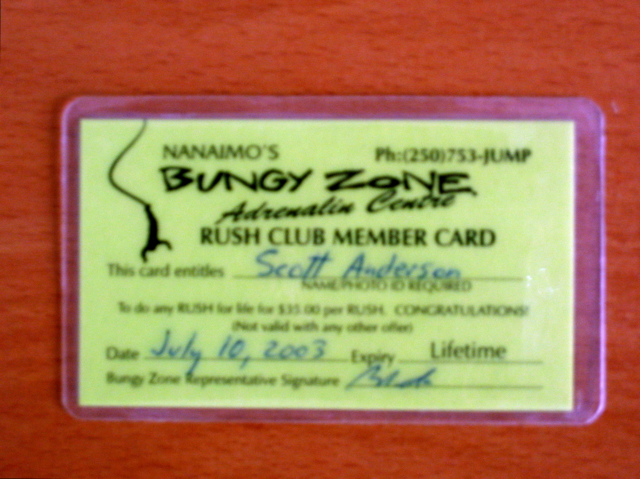 NANAIMO'S Ph:(250)753-JUMP
BUNGY ZONE
Adrenalin Centre
RUSH CLUB MEMBER CARD
This card entitles Scott Anderson
NAME/PHOTO ID REQUIRED
To do any RUSH for life for $35.00 per RUSH. CONGRATULATIONS!
(Not valid with any other offer)
Date July 10, 2003 Expiry Lifetime
Bungy Zone Representative Signature